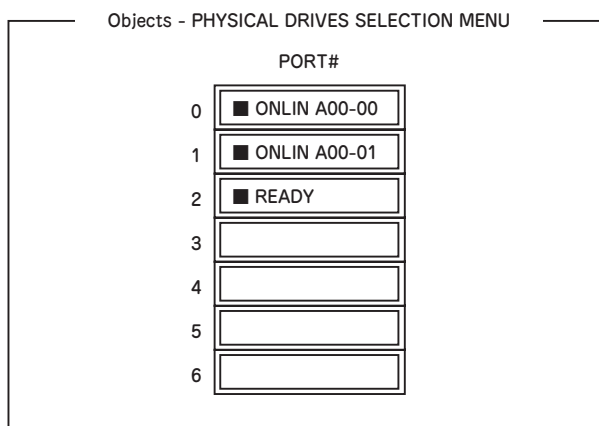 Objects - PHYSICAL DRIVES SELECTION MENU
PORT#
0 ■ ONLIN A00-00
1 ■ ONLIN A00-01
2 ■ READY
3
4
5
6